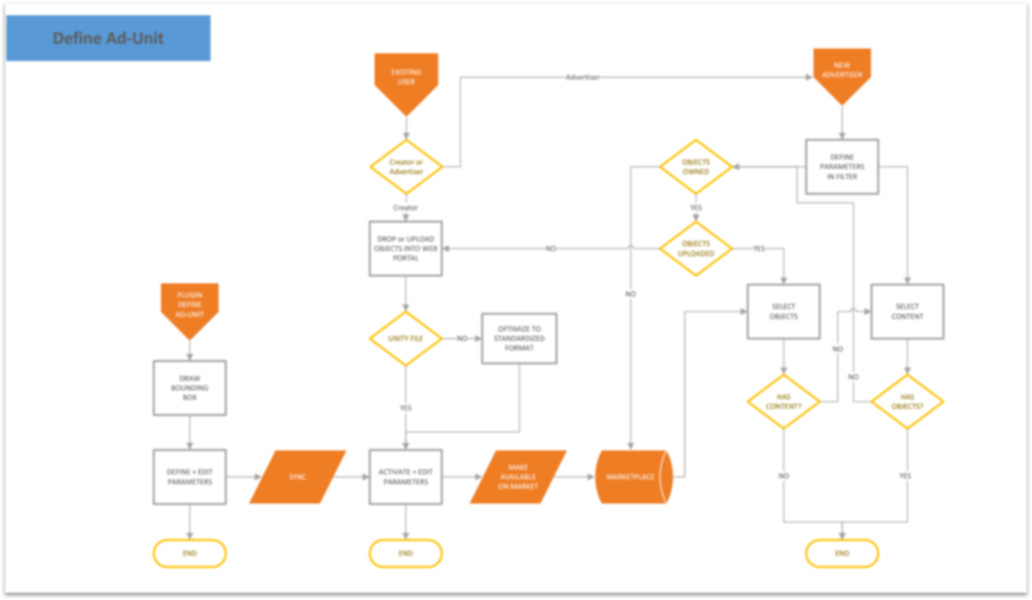 Define Ad-Unit
EXISTING
USER
Advertiser
NEW
ADVERTISER
Creator or
Advertiser
OBJECTS
OWNED
DEFINE
PARAMETERS
IN FILTER
Creator
YES
DROP or UPLOAD
OBJECTS INTO WEB
PORTAL
NO
OBJECTS
UPLOADED
YES
PLUGIN
DEFINE
AD-UNIT
NO
SELECT
OBJECTS
SELECT
CONTENT
UNITY FILE
NO
OPTIMIZE TO
STANDARDIZED
FORMAT
NO
NO
DRAW
BOUNDING
BOX
YES
HAS
CONTENT?
HAS
OBJECTS?
DEFINE + EDIT
PARAMETERS
SYNC
ACTIVATE + EDIT
PARAMETERS
MAKE
AVAILABLE
ON MARKET
MARKETPLACE
NO
YES
END
END
END